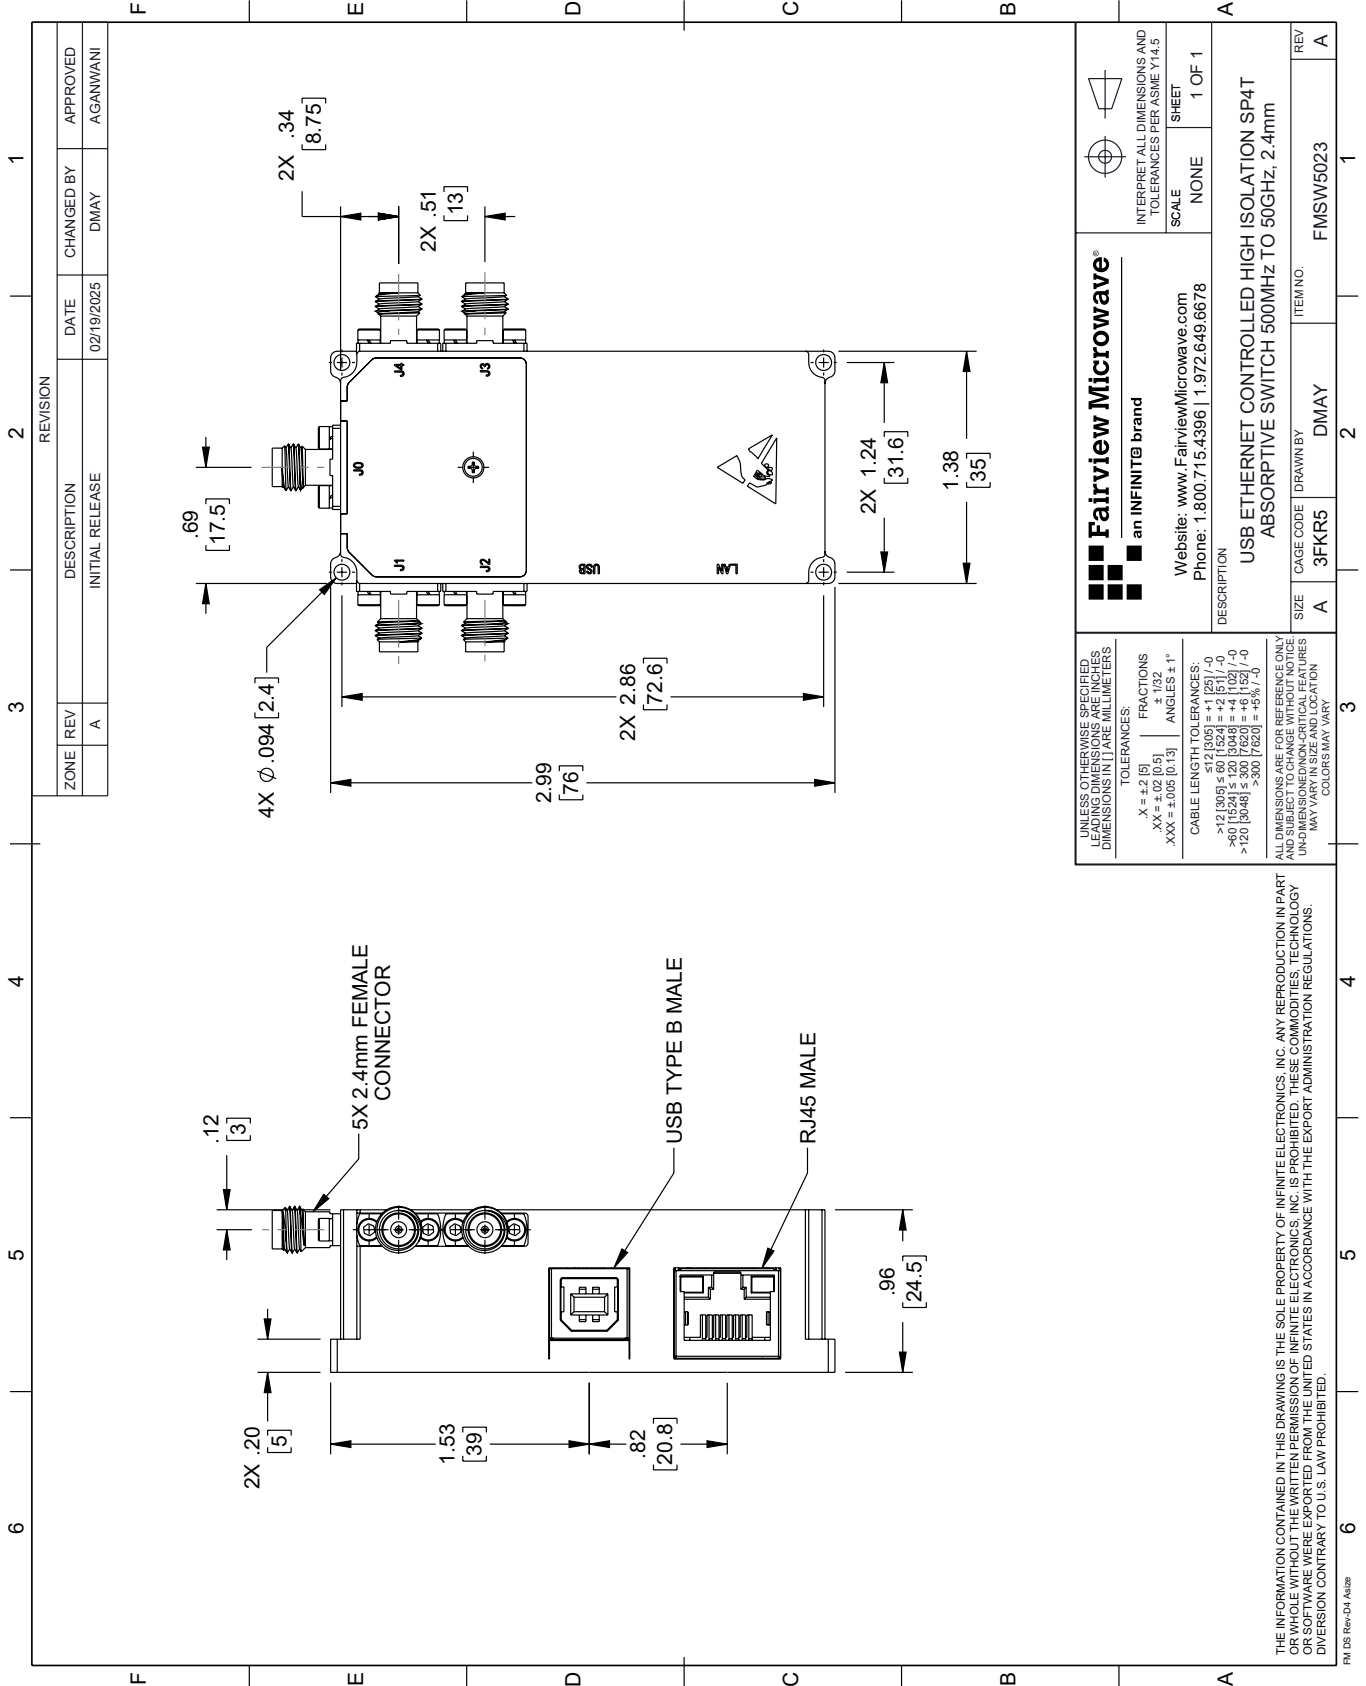 6
5
4
3
2
1
F
E
D
C
B
A
REVISION
ZONE
REV
DESCRIPTION
DATE
CHANGED BY
APPROVED
A
INITIAL RELEASE
02/19/2025
DMAY
AGANWANI
2X .20
[5]
.12
[3]
5X 2.4mm FEMALE
CONNECTOR
1.53
[39]
.82
[20.8]
USB TYPE B MALE
RJ45 MALE
.96
[24.5]
4X Ø.094 [2.4]
.69
[17.5]
2X .34
[8.75]
2X .51
[13]
2.99
[76]
2X 2.86
[72.6]
J0
J1
J4
J2
J3
USB
LAN
2X 1.24
[31.6]
1.38
[35]
UNLESS OTHERWISE SPECIFIED
LEADING DIMENSIONS ARE INCHES
DIMENSIONS IN [ ] ARE MILLIMETERS
TOLERANCES:
.X = ±.2 [5]
.XX = ±.02 [0.5]
.XXX = ±.005 [0.13]
FRACTIONS
± 1/32
ANGLES ± 1°
CABLE LENGTH TOLERANCES:
≤12 [305] = +1 [25] / -0
>12 [305] ≤ 60 [1524] = +2 [51] / -0
>60 [1524] ≤ 120 [3048] = +4 [102] / -0
>120 [3048] ≤ 300 [7620] = +6 [152] / -0
>300 [7620] = +5% / -0
ALL DIMENSIONS ARE FOR REFERENCE ONLY
AND SUBJECT TO CHANGE WITHOUT NOTICE.
UN-DIMENSIONED/NON-CRITICAL FEATURES
MAY VARY IN SIZE AND LOCATION
COLORS MAY VARY
Fairview Microwave®
an INFINITE brand
Website: www.FairviewMicrowave.com
Phone: 1.800.715.4396 | 1.972.649.6678
INTERPRET ALL DIMENSIONS AND
TOLERANCES PER ASME Y14.5
SCALE
NONE
SHEET
1 OF 1
DESCRIPTION
USB ETHERNET CONTROLLED HIGH ISOLATION SP4T
ABSORPTIVE SWITCH 500MHz TO 50GHz, 2.4mm
SIZE
A
CAGE CODE
3FKR5
DRAWN BY
DMAY
ITEM NO.
FMSW5023
REV
A
THE INFORMATION CONTAINED IN THIS DRAWING IS THE SOLE PROPERTY OF INFINITE ELECTRONICS, INC. ANY REPRODUCTION IN PART
OR WHOLE WITHOUT THE WRITTEN PERMISSION OF INFINITE ELECTRONICS, INC. IS PROHIBITED. THESE COMMODITIES, TECHNOLOGY
OR SOFTWARE WERE EXPORTED FROM THE UNITED STATES IN ACCORDANCE WITH THE EXPORT ADMINISTRATION REGULATIONS.
DIVERSION CONTRARY TO U.S. LAW PROHIBITED.
FM DS Rev-D4 Asize
6
5
4
3
2
1
F
E
D
C
B
A